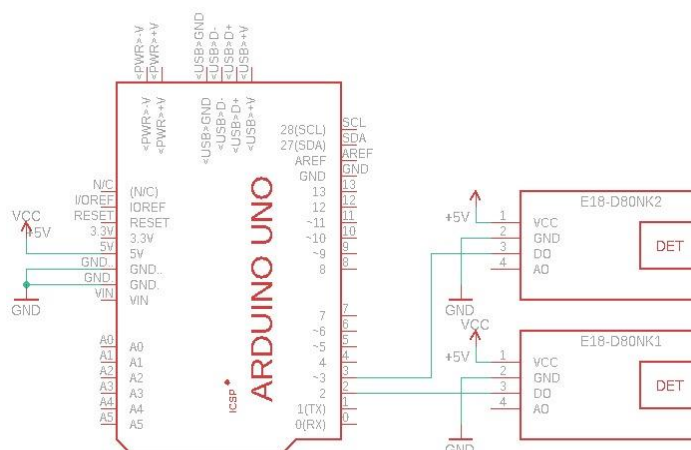 <PWR>-V
<PWR>+V
<USB>GND
<USB>D-
<USB>D+
<USB>+V
<PWR>-V
<PWR>+V
<USB>GND
<USB>D-
<USB>D+
<USB>+V
N/C
I/OREF
RESET
3.3V
5V
GND..
GND.
VIN
(N/C)
IOREF
RESET
3.3V
5V
GND..
GND.
VIN
A0
A1
A2
A3
A4
A5
A0
A1
A2
A3
A4
A5
VCC
+5V
GND
ARDUINO UNO
ICSP
28(SCL)
27(SDA)
AREF
GND
13
12
~11
~10
~9
8
7
~6
~5
4
~3
2
1(TX)
0(RX)
SCL
SDA
AREF
GND
13
12
11
10
9
8
7
6
5
4
3
2
1
0
+5V
1
2
3
4
E18-D80NK2
VCC
GND
DO
AO
DET
GND
VCC
+5V
1
2
3
4
E18-D80NK1
VCC
GND
DO
AO
DET
GND